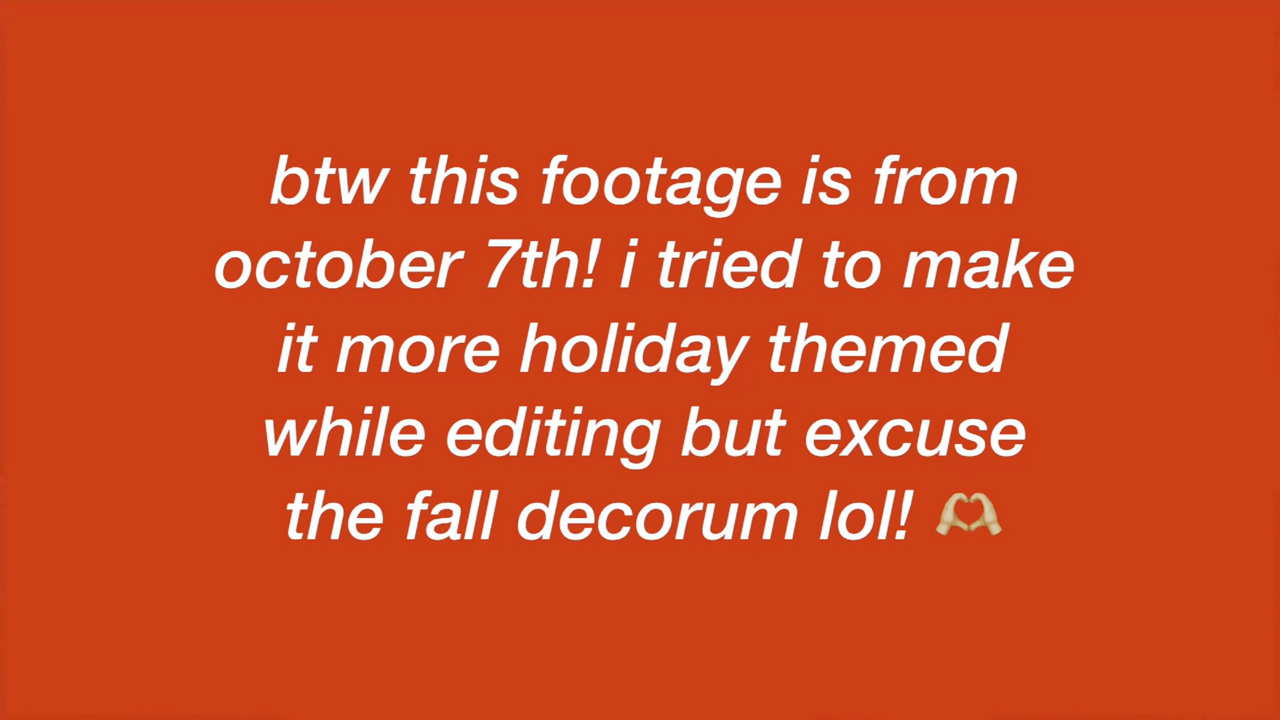 btw this footage is from
october 7th! i tried to make
it more holiday themed
while editing but excuse
the fall decorum lol! 🫶🏼